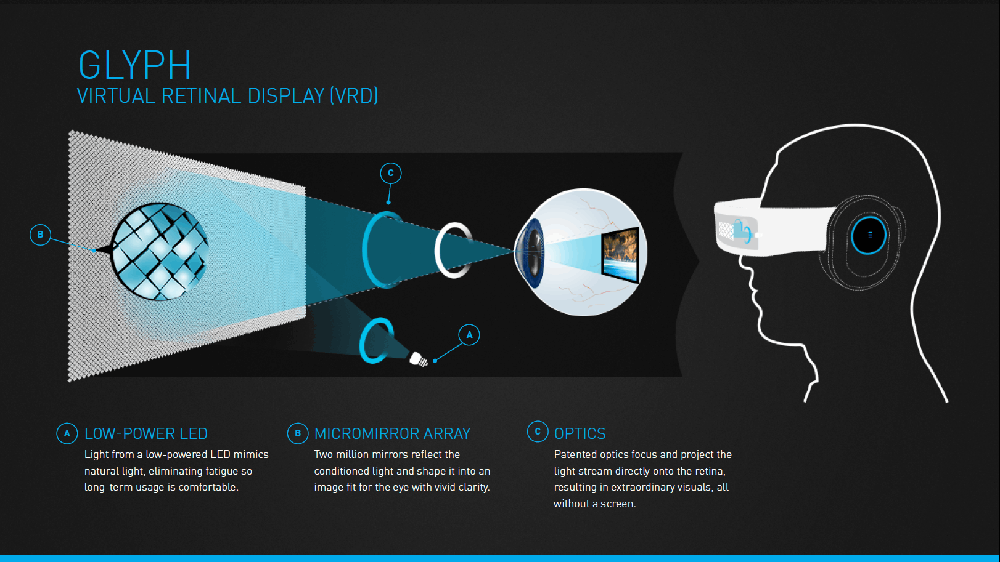 GLYPH
VIRTUAL RETINAL DISPLAY (VRD)
C
B
A
A LOW-POWER LED
Light from a low-powered LED mimics
natural light, eliminating fatigue so
long-term usage is comfortable.
B MICROMIRROR ARRAY
Two million mirrors reflect the
conditioned light and shape it into an
image fit for the eye with vivid clarity.
C OPTICS
Patented optics focus and project the
light stream directly onto the retina,
resulting in extraordinary visuals, all
without a screen.